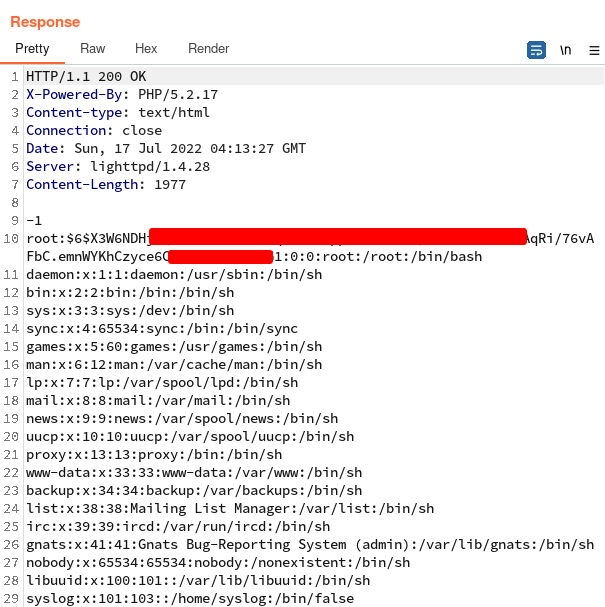 Response
Pretty Raw Hex Render \n
1 HTTP/1.1 200 OK
2 X-Powered-By: PHP/5.2.17
3 Content-type: text/html
4 Connection: close
5 Date: Sun, 17 Jul 2022 04:13:27 GMT
6 Server: lighttpd/1.4.28
7 Content-Length: 1977
8
9 -1
10 root:$6$X3W6NDH qRi/76vA
FbC.emnWYKhCzyce6 1:0:0:root:/root:/bin/bash
11 daemon:x:1:1:daemon:/usr/sbin:/bin/sh
12 bin:x:2:2:bin:/bin:/bin/sh
13 sys:x:3:3:sys:/dev:/bin/sh
14 sync:x:4:65534:sync:/bin:/bin/sync
15 games:x:5:60:games:/usr/games:/bin/sh
16 man:x:6:12:man:/var/cache/man:/bin/sh
17 lp:x:7:7:lp:/var/spool/lpd:/bin/sh
18 mail:x:8:8:mail:/var/mail:/bin/sh
19 news:x:9:9:news:/var/spool/news:/bin/sh
20 uucp:x:10:10:uucp:/var/spool/uucp:/bin/sh
21 proxy:x:13:13:proxy:/bin:/bin/sh
22 www-data:x:33:33:www-data:/var/www:/bin/sh
23 backup:x:34:34:backup:/var/backups:/bin/sh
24 list:x:38:38:Mailing List Manager:/var/list:/bin/sh
25 irc:x:39:39:ircd:/var/run/ircd:/bin/sh
26 gnats:x:41:41:Gnats Bug-Reporting System (admin):/var/lib/gnats:/bin/sh
27 nobody:x:65534:65534:nobody:/nonexistent:/bin/sh
28 libuuid:x:100:101::/var/lib/libuuid:/bin/sh
29 syslog:x:101:103::/home/syslog:/bin/false